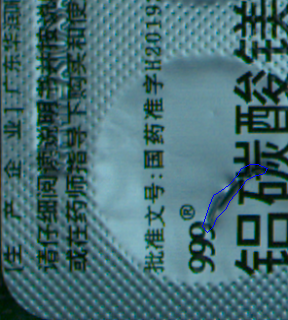 999® 铝碳酸镁
批准文号:国药准字H2019
请仔细阅读说明书并按说
或在药师指导下购买和使
[生 产 企 业] 广东华润